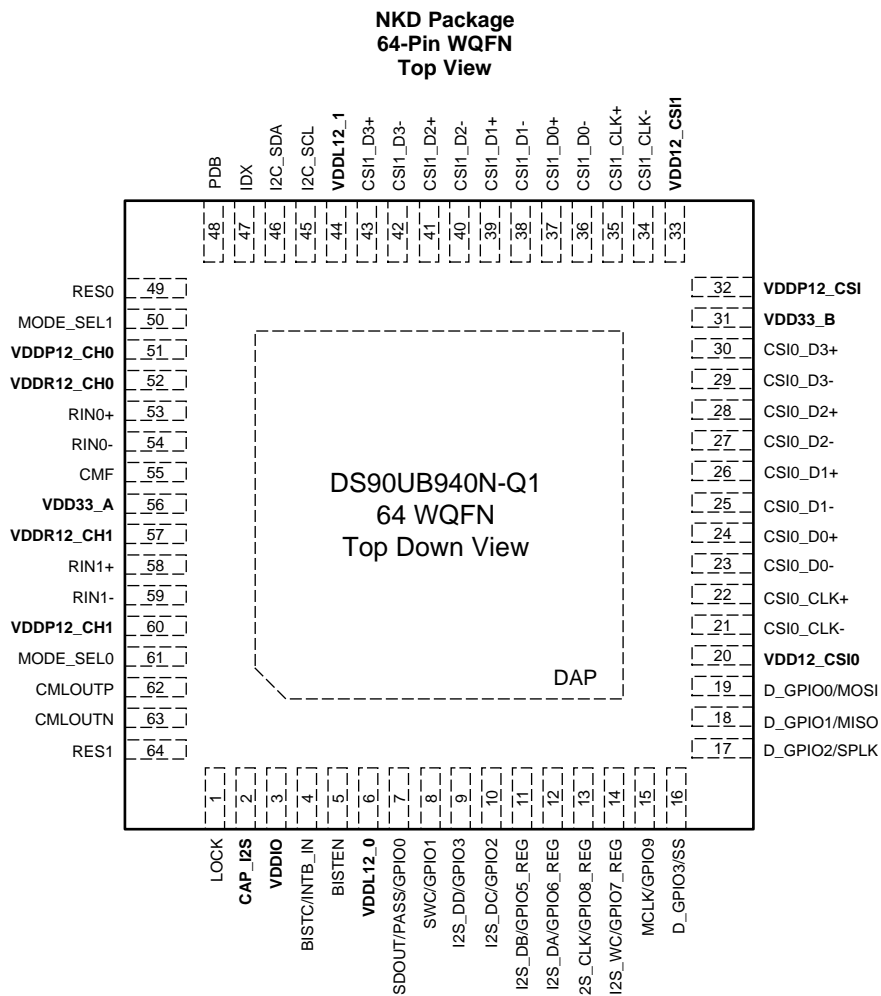 NKD Package
64-Pin WQFN
Top View
PDB
IDX
I2C_SDA
I2C_SCL
VDDL12_1
CSI1_D3+
CSI1_D3-
CSI1_D2+
CSI1_D2-
CSI1_D1+
CSI1_D1-
CSI1_D0+
CSI1_D0-
CSI1_CLK+
CSI1_CLK-
VDD12_CSI1
48
47
46
45
44
43
42
41
40
39
38
37
36
35
34
33
RES0 49
MODE_SEL1 50
VDDP12_CH0 51
VDDR12_CH0 52
RIN0+ 53
RIN0- 54
CMF 55
VDD33_A 56
VDDR12_CH1 57
RIN1+ 58
RIN1- 59
VDDP12_CH1 60
MODE_SEL0 61
CMLOUTP 62
CMLOUTN 63
RES1 64
DS90UB940N-Q1
64 WQFN
Top Down View
DAP
32 VDDP12_CSI
31 VDD33_B
30 CSI0_D3+
29 CSI0_D3-
28 CSI0_D2+
27 CSI0_D2-
26 CSI0_D1+
25 CSI0_D1-
24 CSI0_D0+
23 CSI0_D0-
22 CSI0_CLK+
21 CSI0_CLK-
20 VDD12_CSI0
19 D_GPIO0/MOSI
18 D_GPIO1/MISO
17 D_GPIO2/SPLK
1
2
3
4
5
6
7
8
9
10
11
12
13
14
15
16
LOCK
CAP_I2S
VDDIO
BISTC/INTB_IN
BISTEN
VDDL12_0
SDOUT/PASS/GPIO0
SWC/GPIO1
I2S_DD/GPIO3
I2S_DC/GPIO2
I2S_DB/GPIO5_REG
I2S_DA/GPIO6_REG
2S_CLK/GPIO8_REG
I2S_WC/GPIO7_REG
MCLK/GPIO9
D_GPIO3/SS